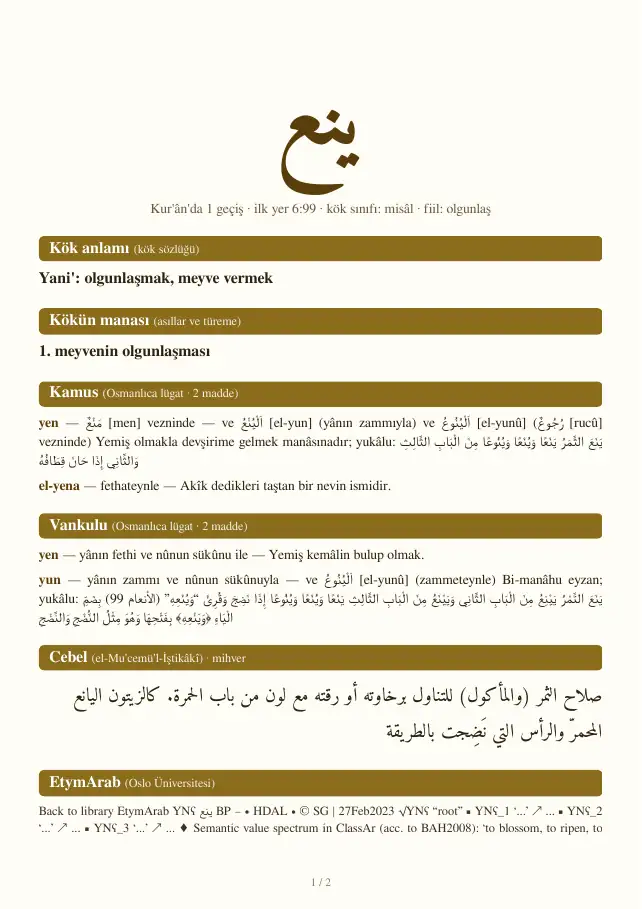 ينع
Kur'ân'da 1 geçiş · ilk yer 6:99 · kök sınıfı: misâl · fiil: olgunlaş
Kök anlamı (kök sözlüğü)
Yani': olgunlaşmak, meyve vermek
Kökün manası (asıllar ve türeme)
1. meyvenin olgunlaşması
Kamus (Osmanlıca lügat · 2 madde)
yen — مَنْعٌ [men] vezninde — ve اَلْيُنْعُ [el-yun] (yânın zammıyla) ve اَلْيُنُوعُ [el-yunû] (رُجُوعٌ [rucû]
vezninde) Yemiş olmakla devşirime gelmek manâsınadır; yukâlu: يَنَعَ الثَّمَرُ يَنْعًا وَيُنْعًا وَيُنُوعًا مِنَ الْبَابِ الثَّالِثِ
وَالثَّانِي إِذَا حَانَ قِطَافُهُ
el-yena — fethateynle — Akîk dedikleri taştan bir nevin ismidir.
Vankulu (Osmanlıca lügat · 2 madde)
yen — yânın fethi ve nûnun sükûnu ile — Yemiş kemâlin bulup olmak.
yun — yânın zammı ve nûnun sükûnuyla — ve اَلْيُنُوعُ [el-yunû] (zammeteynle) Bi-manâhu eyzan;
yukâlu: يَنَعَ الثَّمَرُ يَيْنِعُ مِنَ الْبَابِ الثَّانِي وَيَيْنَعُ مِنَ الْبَابِ الثَّالِثِ يَنْعًا وَيُنْعًا وَيُنُوعًا إِذَا نَضِجَ وَقُرِئَ “وَيُنْعِهِ” (الأنعام 99) بِضَمِّ
الْيَاءِ ﴿وَيَنْعِهِ﴾ بِفَتْحِهَا وَهُوَ مِثْلُ النُّضْجِ وَالنَّضْجِ
Cebel (el-Mu'cemü'l-İştikâkî) · mihver
صلاح الثمر (والمأكول) للتناول برخاوته أو رقته مع لون من باب الحمرة. كالزيتون اليانع
المحمرّ والرأس التي نَضِجت بالطريقة
EtymArab (Oslo Üniversitesi)
Back to library EtymArab YNʕ ينع BP – • HDAL • © SG | 27Feb2023 √YNʕ “root” ▪ YNʕ_1 ‘...’ ↗ ... ▪ YNʕ_2
‘...’ ↗ ... ▪ YNʕ_3 ‘...’ ↗ ... ♦ Semantic value spectrum in ClassAr (acc. to BAH2008): ‘to blossom, to ripen, to
1 / 2